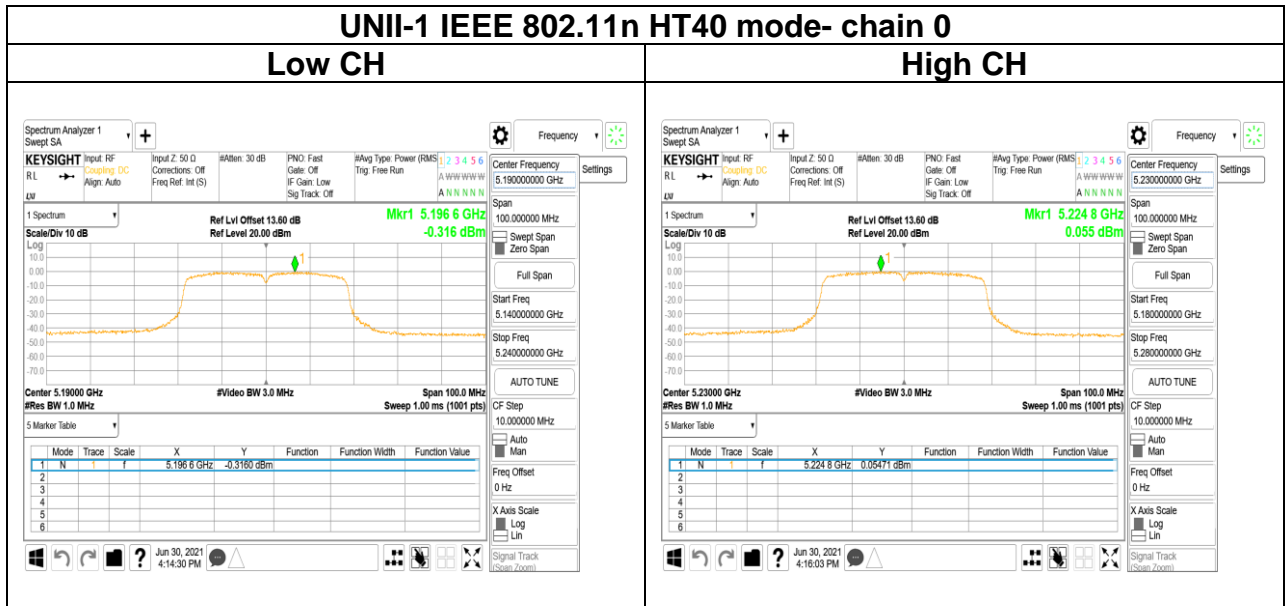 UNII-1 IEEE 802.11n HT40 mode- chain 0
Low CH
High CH
Spectrum Analyzer 1
Swept SA
Frequency
Settings
KEYSIGHT
RL
Input: RF
Coupling: DC
Align: Auto
Input Z: 50 Ω
Corrections: Off
Freq Ref: Int (S)
#Atten: 30 dB
PNO: Fast
Gate: Off
IF Gain: Low
Sig Track: Off
#Avg Type: Power (RMS
Trig: Free Run
1 2 3 4 5 6
A W W W W W
A N N N N N
1 Spectrum
Scale/Div 10 dB
Ref Lvl Offset 13.60 dB
Ref Level 20.00 dBm
Mkr1 5.196 6 GHz
-0.316 dBm
Log
10.0
0.00
-10.0
-20.0
-30.0
-40.0
-50.0
-60.0
-70.0
1
Center 5.19000 GHz
#Video BW 3.0 MHz
Span 100.0 MHz
#Res BW 1.0 MHz
Sweep 1.00 ms (1001 pts)
5 Marker Table
Mode Trace Scale X Y Function Function Width Function Value
1 N 1 f 5.196 6 GHz -0.3160 dBm
2
3
4
5
6
Jun 30, 2021
4:14:30 PM
Center Frequency
5.190000000 GHz
Span
100.000000 MHz
Swept Span
Zero Span
Full Span
Start Freq
5.140000000 GHz
Stop Freq
5.240000000 GHz
AUTO TUNE
CF Step
10.000000 MHz
Auto
Man
Freq Offset
0 Hz
X Axis Scale
Log
Lin
Signal Track
(Span Zoom)
Spectrum Analyzer 1
Swept SA
Frequency
Settings
KEYSIGHT
RL
Input: RF
Coupling: DC
Align: Auto
Input Z: 50 Ω
Corrections: Off
Freq Ref: Int (S)
#Atten: 30 dB
PNO: Fast
Gate: Off
IF Gain: Low
Sig Track: Off
#Avg Type: Power (RMS
Trig: Free Run
1 2 3 4 5 6
A W W W W W
A N N N N N
1 Spectrum
Scale/Div 10 dB
Ref Lvl Offset 13.60 dB
Ref Level 20.00 dBm
Mkr1 5.224 8 GHz
0.055 dBm
Log
10.0
0.00
-10.0
-20.0
-30.0
-40.0
-50.0
-60.0
-70.0
1
Center 5.23000 GHz
#Video BW 3.0 MHz
Span 100.0 MHz
#Res BW 1.0 MHz
Sweep 1.00 ms (1001 pts)
5 Marker Table
Mode Trace Scale X Y Function Function Width Function Value
1 N 1 f 5.224 8 GHz 0.05471 dBm
2
3
4
5
6
Jun 30, 2021
4:16:03 PM
Center Frequency
5.230000000 GHz
Span
100.000000 MHz
Swept Span
Zero Span
Full Span
Start Freq
5.180000000 GHz
Stop Freq
5.280000000 GHz
AUTO TUNE
CF Step
10.000000 MHz
Auto
Man
Freq Offset
0 Hz
X Axis Scale
Log
Lin
Signal Track
(Span Zoom)